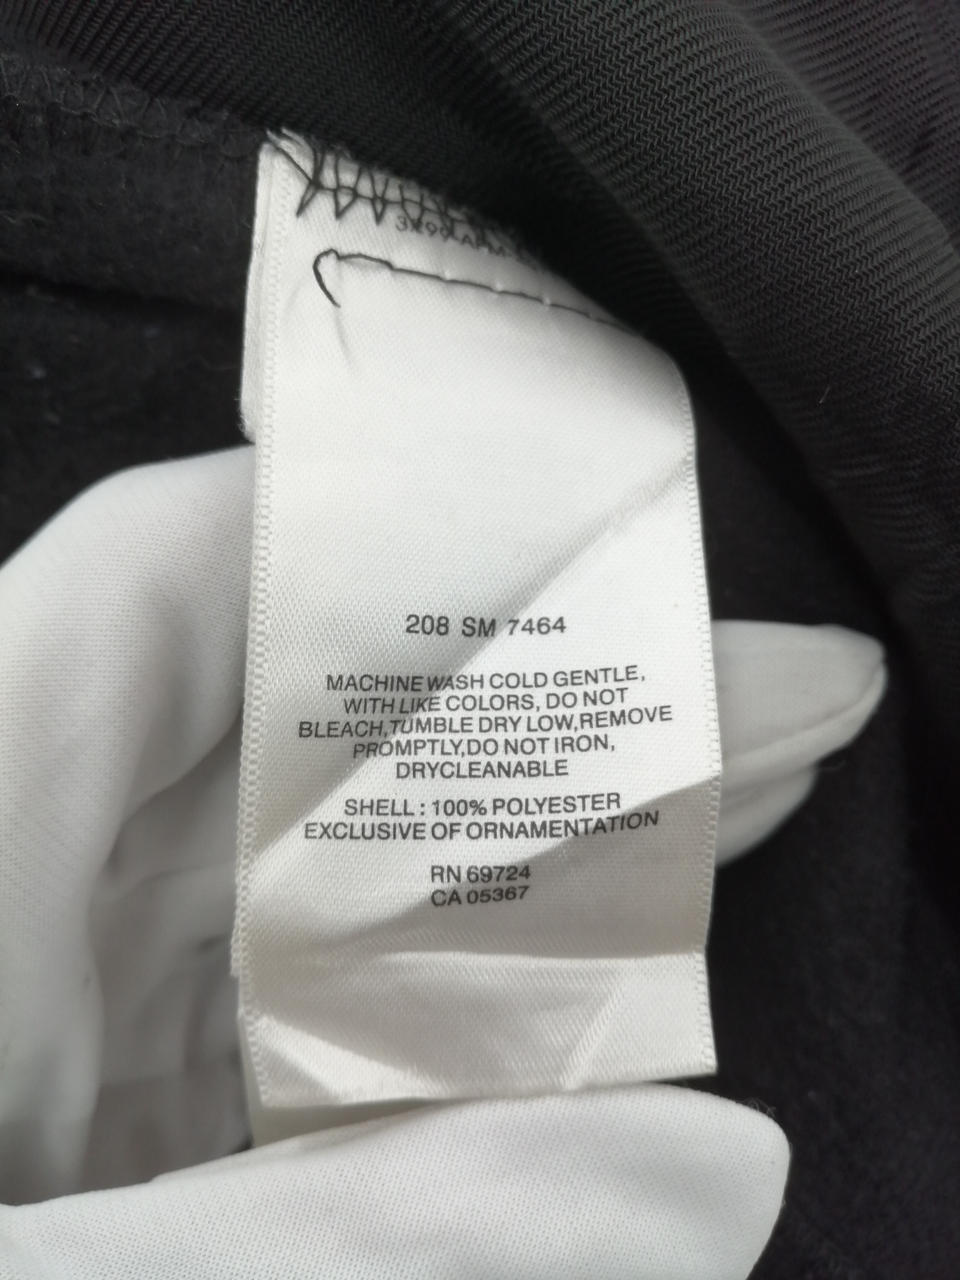 208 SM 7464
MACHINE WASH COLD GENTLE,
WITH LIKE COLORS, DO NOT
BLEACH,TUMBLE DRY LOW,REMOVE
PROMPTLY,DO NOT IRON,
DRYCLEANABLE
SHELL : 100% POLYESTER
EXCLUSIVE OF ORNAMENTATION
RN 69724
CA 05367